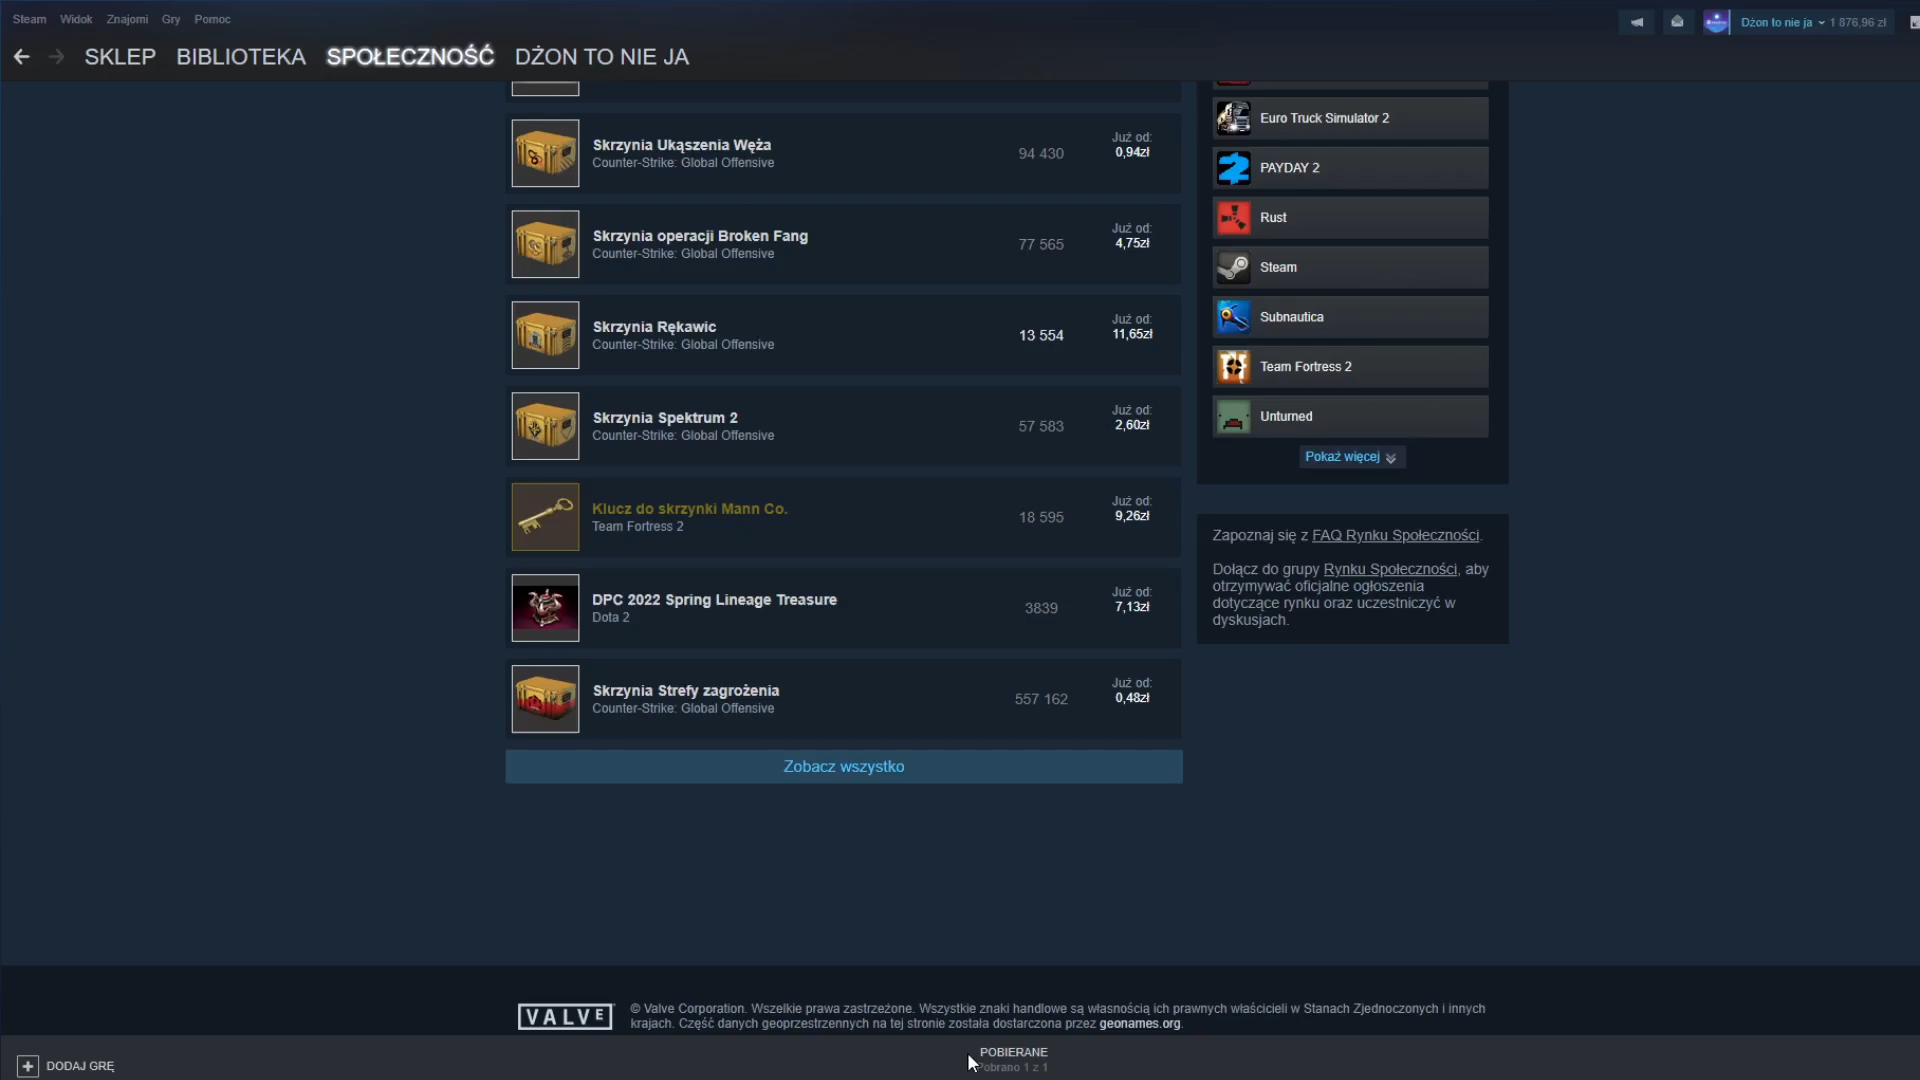 Steam Widok Znajomi Gry Pomoc
Dżon to nie ja 1 876,96 zł
SKLEP BIBLIOTEKA SPOŁECZNOŚĆ DŻON TO NIE JA
Skrzynia Ukąszenia Węża
Counter-Strike: Global Offensive
94 430
Już od:
0,94zł
Skrzynia operacji Broken Fang
Counter-Strike: Global Offensive
77 565
Już od:
4,75zł
Skrzynia Rękawic
Counter-Strike: Global Offensive
13 554
Już od:
11,65zł
Skrzynia Spektrum 2
Counter-Strike: Global Offensive
57 583
Już od:
2,60zł
Klucz do skrzynki Mann Co.
Team Fortress 2
18 595
Już od:
9,26zł
DPC 2022 Spring Lineage Treasure
Dota 2
3839
Już od:
7,13zł
Skrzynia Strefy zagrożenia
Counter-Strike: Global Offensive
557 162
Już od:
0,48zł
Zobacz wszystko
Euro Truck Simulator 2
PAYDAY 2
Rust
Steam
Subnautica
Team Fortress 2
Unturned
Pokaż więcej
Zapoznaj się z FAQ Rynku Społeczności.
Dołącz do grupy Rynku Społeczności, aby
otrzymywać oficjalne ogłoszenia
dotyczące rynku oraz uczestniczyć w
dyskusjach.
VALVE
© Valve Corporation. Wszelkie prawa zastrzeżone. Wszystkie znaki handlowe są własnością ich prawnych właścicieli w Stanach Zjednoczonych i innych
krajach. Część danych geoprzestrzennych na tej stronie została dostarczona przez geonames.org.
DODAJ GRĘ
POBIERANE
Pobrano 1 z 1